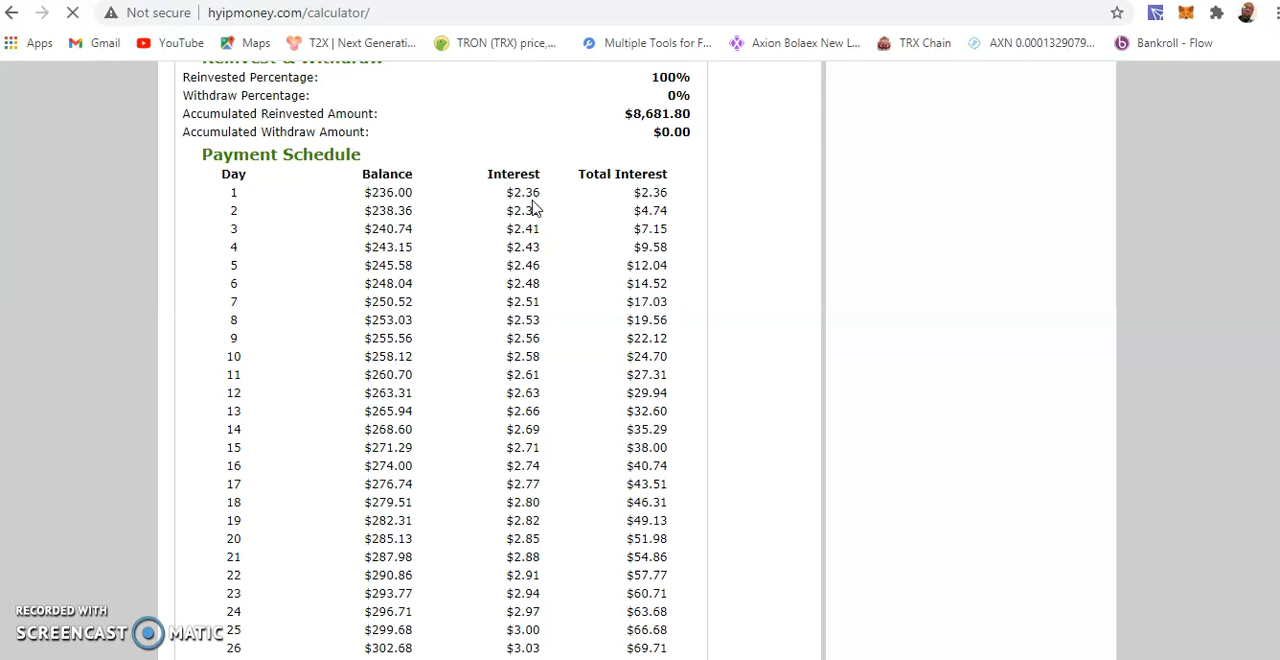 Not secure hyipmoney.com/calculator/
Apps Gmail YouTube Maps T2X | Next Generati... TRON (TRX) price,... Multiple Tools for F... Axion Bolaex New L... TRX Chain AXN 0.0001329079... Bankroll - Flow
Reinvest & Withdraw
Reinvested Percentage: 100%
Withdraw Percentage: 0%
Accumulated Reinvested Amount: $8,681.80
Accumulated Withdraw Amount: $0.00
Payment Schedule
Day Balance Interest Total Interest
1 $236.00 $2.36 $2.36
2 $238.36 $4.74
3 $240.74 $2.41 $7.15
4 $243.15 $2.43 $9.58
5 $245.58 $2.46 $12.04
6 $248.04 $2.48 $14.52
7 $250.52 $2.51 $17.03
8 $253.03 $2.53 $19.56
9 $255.56 $2.56 $22.12
10 $258.12 $2.58 $24.70
11 $260.70 $2.61 $27.31
12 $263.31 $2.63 $29.94
13 $265.94 $2.66 $32.60
14 $268.60 $2.69 $35.29
15 $271.29 $2.71 $38.00
16 $274.00 $2.74 $40.74
17 $276.74 $2.77 $43.51
18 $279.51 $2.80 $46.31
19 $282.31 $2.82 $49.13
20 $285.13 $2.85 $51.98
21 $287.98 $2.88 $54.86
22 $290.86 $2.91 $57.77
23 $293.77 $2.94 $60.71
24 $296.71 $2.97 $63.68
25 $299.68 $3.00 $66.68
26 $302.68 $3.03 $69.71
RECORDED WITH
SCREENCAST MATIC